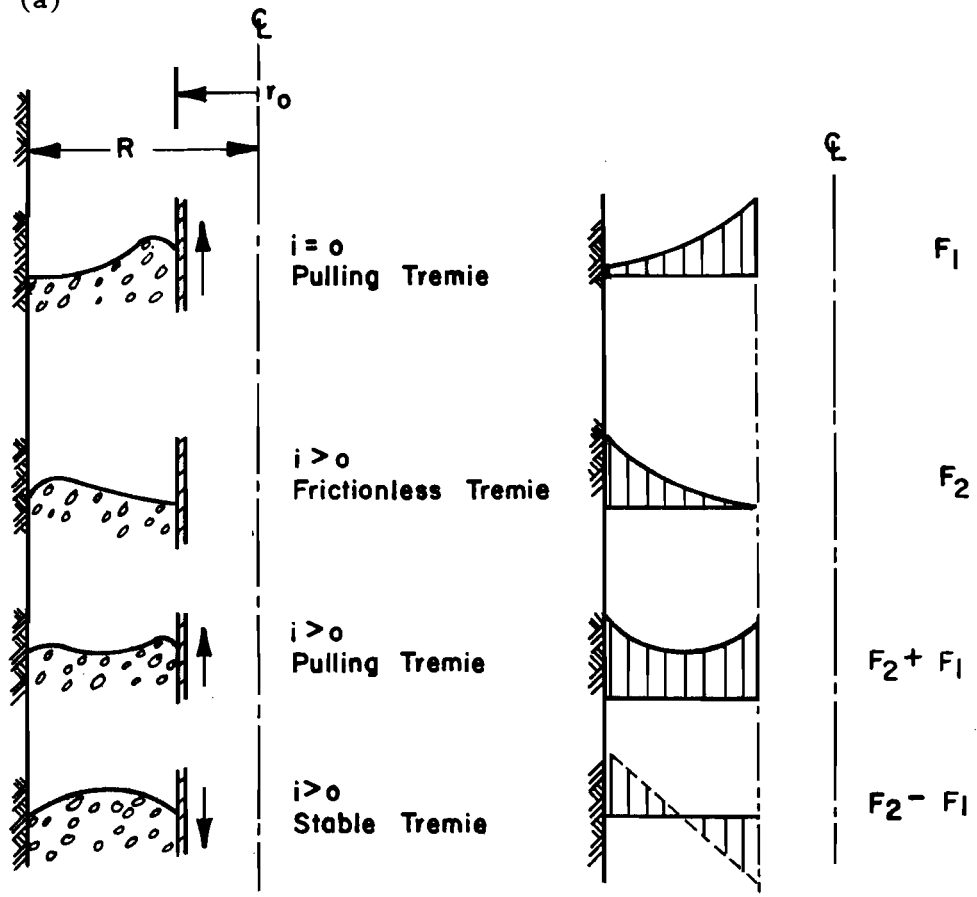 (a)
℄
r₀
R
℄
i = o
Pulling Tremie
F₁
i > o
Frictionless Tremie
F₂
i > o
Pulling Tremie
F₂ + F₁
i > o
Stable Tremie
F₂ − F₁